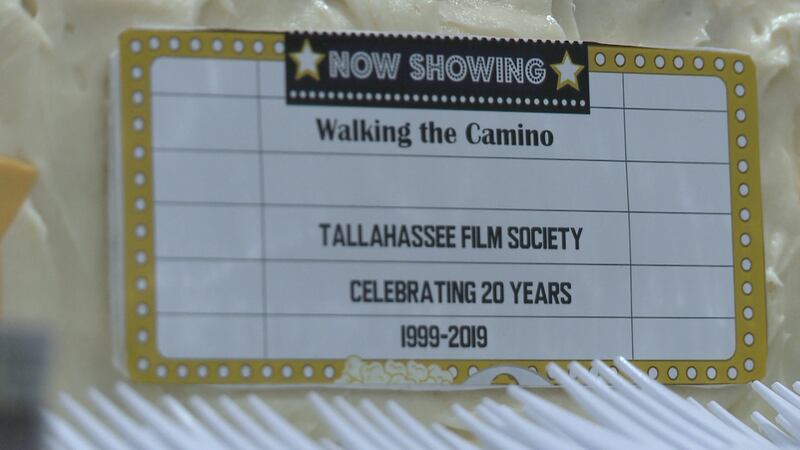 NOW SHOWING
Walking the Camino
TALLAHASSEE FILM SOCIETY
CELEBRATING 20 YEARS
1999-2019